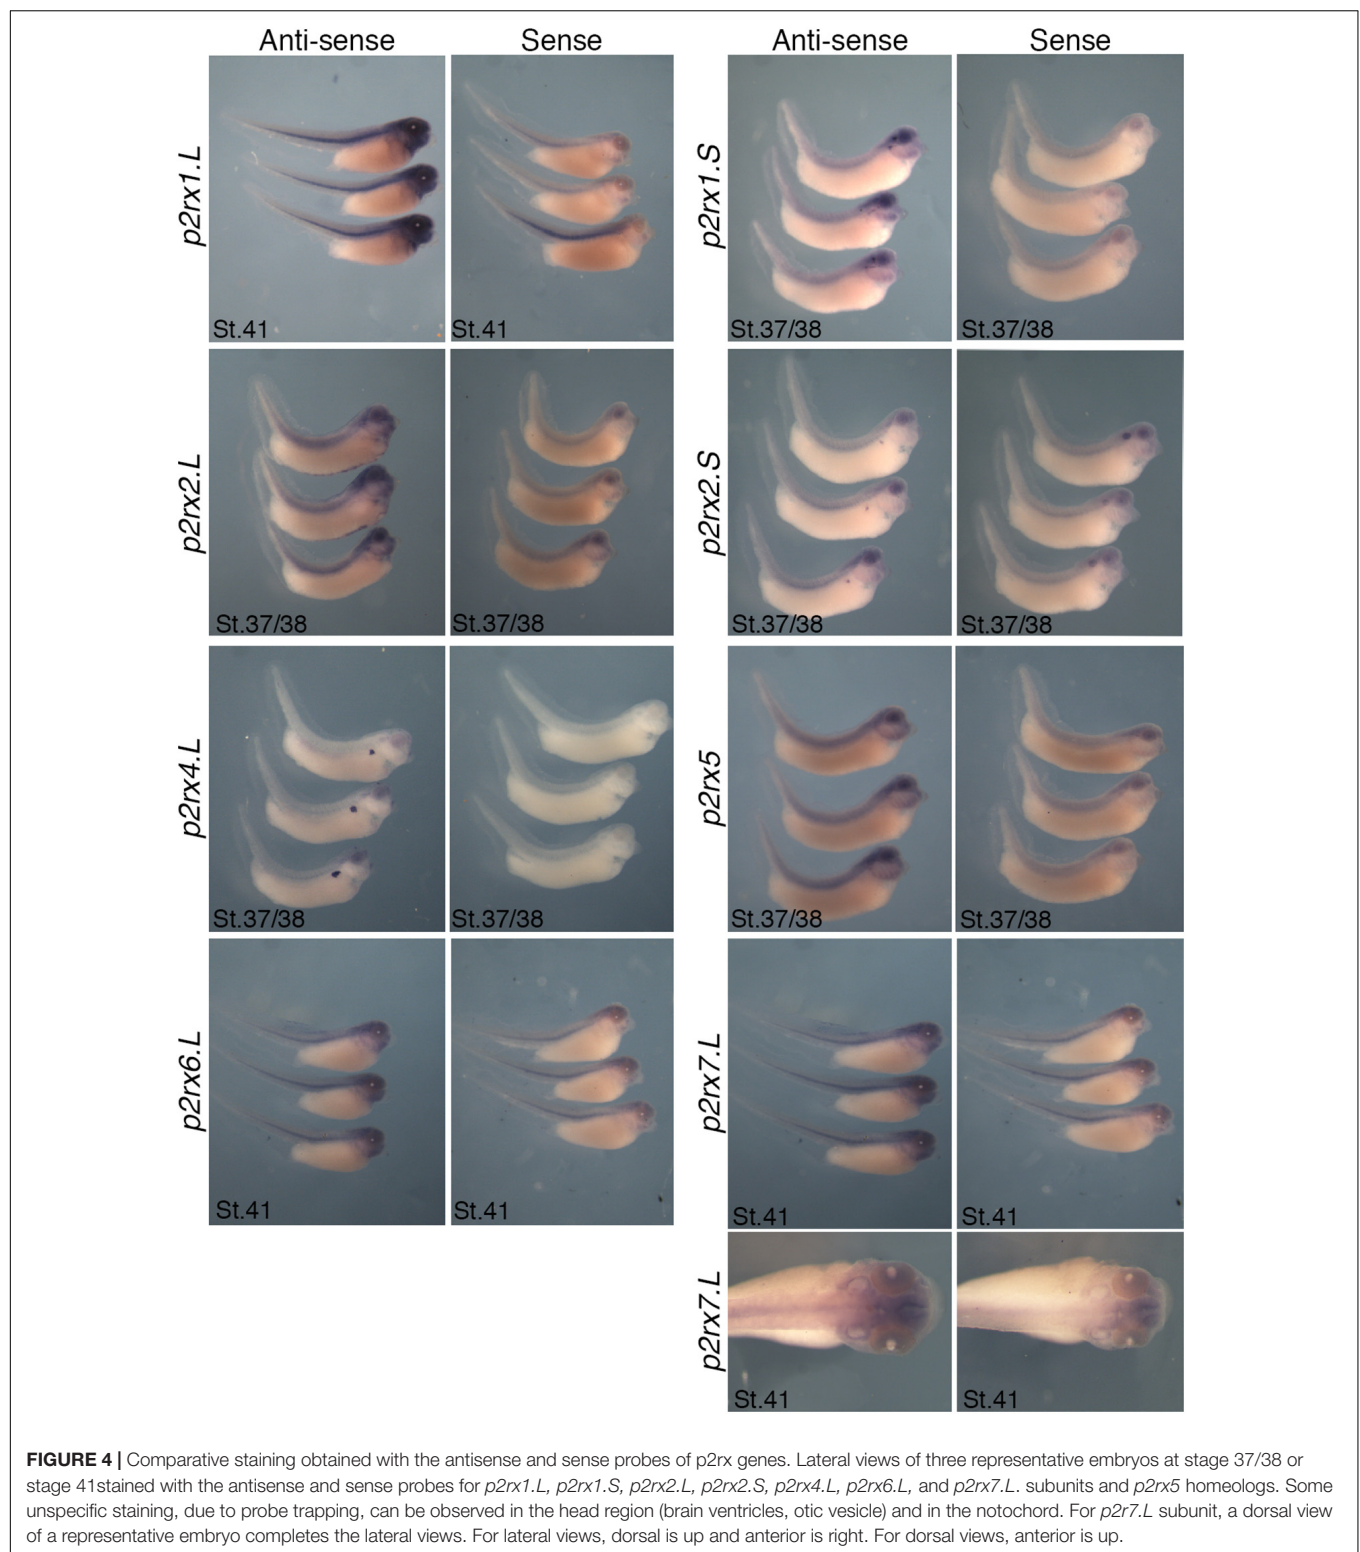 Anti-sense Sense Anti-sense Sense
p2rx1.L p2rx1.S
St.41 St.41 St.37/38 St.37/38
p2rx2.L p2rx2.S
St.37/38 St.37/38 St.37/38 St.37/38
p2rx4.L p2rx5
St.37/38 St.37/38 St.37/38 St.37/38
p2rx6.L p2rx7.L
St.41 St.41 St.41 St.41
p2rx7.L
St.41 St.41
FIGURE 4 | Comparative staining obtained with the antisense and sense probes of p2rx genes. Lateral views of three representative embryos at stage 37/38 or
stage 41stained with the antisense and sense probes for p2rx1.L, p2rx1.S, p2rx2.L, p2rx2.S, p2rx4.L, p2rx6.L, and p2rx7.L. subunits and p2rx5 homeologs. Some
unspecific staining, due to probe trapping, can be observed in the head region (brain ventricles, otic vesicle) and in the notochord. For p2r7.L subunit, a dorsal view
of a representative embryo completes the lateral views. For lateral views, dorsal is up and anterior is right. For dorsal views, anterior is up.